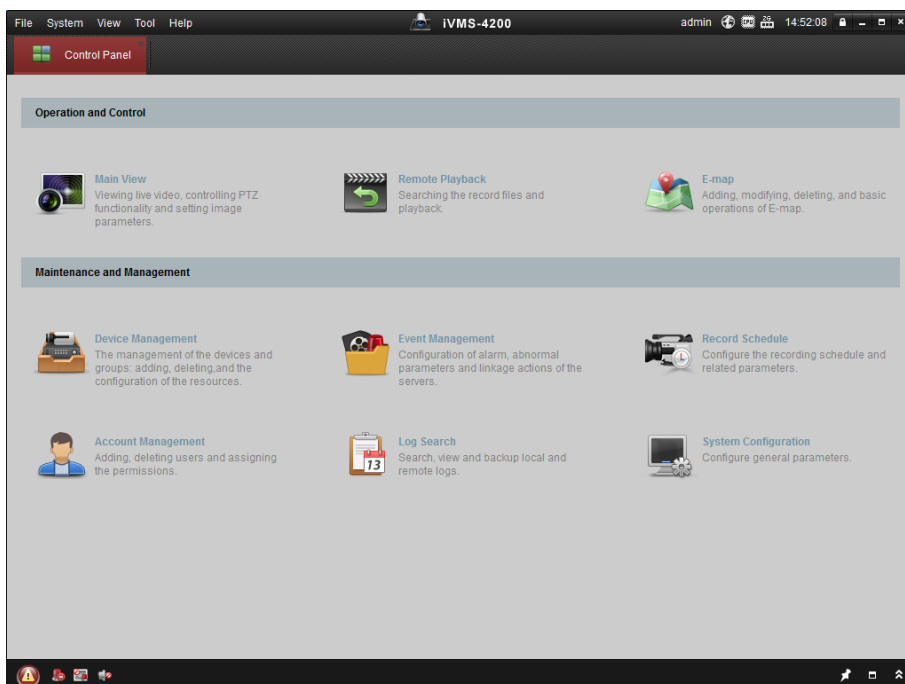 File System View Tool Help
iVMS-4200
admin 14:52:08
Control Panel
Operation and Control
Main View
Viewing live video, controlling PTZ
functionality and setting image
parameters.
Remote Playback
Searching the record files and
playback.
E-map
Adding, modifying, deleting, and basic
operations of E-map.
Maintenance and Management
Device Management
The management of the devices and
groups: adding, deleting,and the
configuration of the resources.
Event Management
Configuration of alarm, abnormal
parameters and linkage actions of the
servers.
Record Schedule
Configure the recording schedule and
related parameters.
Account Management
Adding, deleting users and assigning
the permissions.
13
Log Search
Search, view and backup local and
remote logs.
System Configuration
Configure general parameters.